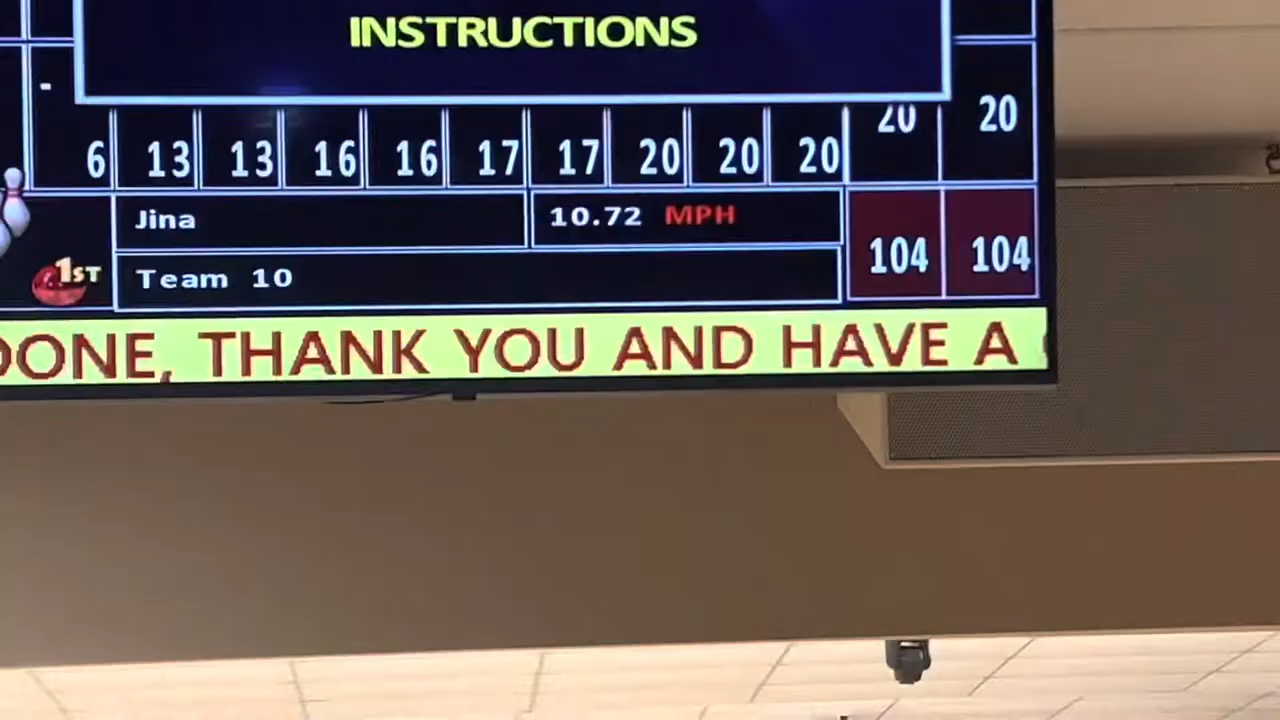 INSTRUCTIONS
-
20 20
6 13 13 16 16 17 17 20 20 20
Jina 10.72 MPH
104 104
1ST
Team 10
DONE, THANK YOU AND HAVE A